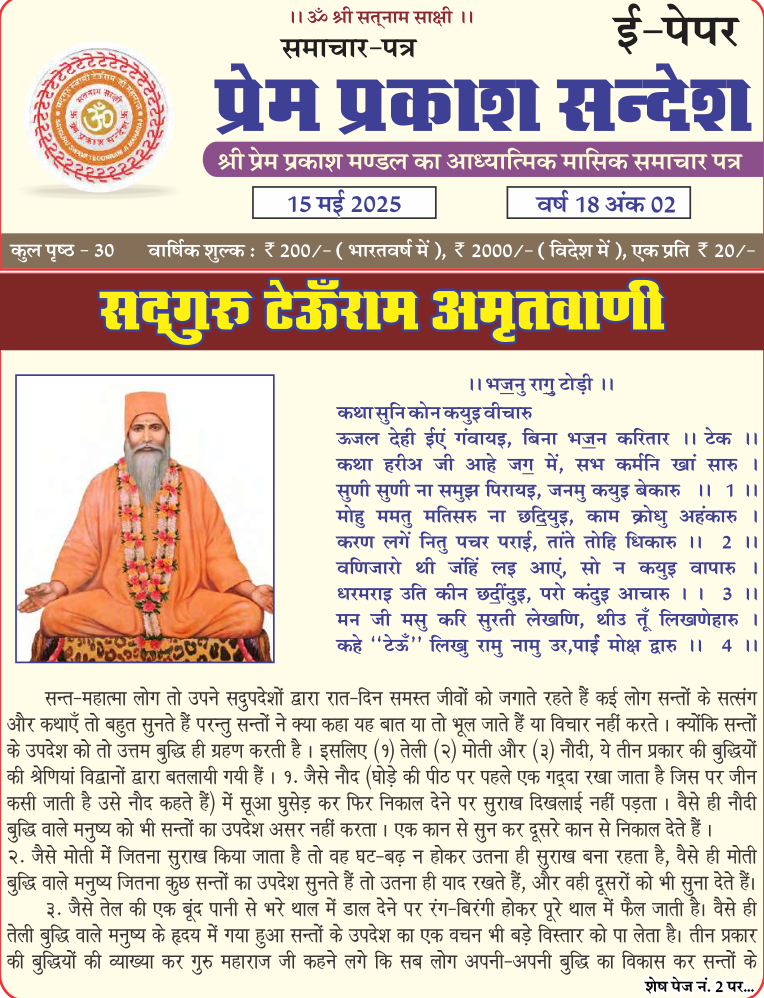 ।। ॐ श्री सत्‌नाम साक्षी ।।
ई-पेपर
समाचार-पत्र
प्रेम प्रकाश सन्देश
श्री प्रेम प्रकाश मण्डल का आध्यात्मिक मासिक समाचार पत्र
15 मई 2025
वर्ष 18 अंक 02
कुल पृष्ठ - 30 वार्षिक शुल्क : ₹ 200/- ( भारतवर्ष में ), ₹ 2000/- ( विदेश में ), एक प्रति ₹ 20/-
सद्‌गुरु टेऊँराम अमृतवाणी
।। भज॒नु रागु॒ टोड़ी ।।
कथा सुनि कोन कयुइ वीचारु
ऊजल देही ईएं गंवायइ, बिना भज॒न करितार ।। टेक ।।
कथा हरीअ जी आहे जग॒ में, सभ कर्मनि खां सारु ।
सुणी सुणी ना समुझ पिरायइ, जनमु कयुइ बेकारु ।। 1 ।।
मोहु ममतु मतिसरु ना छदि॒युइ, काम क्रोधु अहंकारु ।
करण लगें नितु पचर पराई, तांते तोहि धिकारु ।। 2 ।।
वणिजारो थी जंहिं लइ आएं, सो न कयुइ वापारु ।
धरमराइ उति कीन छदीं॒दुइ, परो कंदुइ आचारु ।। 3 ।।
मन जी मसु करि सुरती लेखणि, थीउ तूँ लिखणेहारु ।
कहे ‘‘टेऊँ’’ लिखु रामु नामु उर,पाईं मोक्ष द्वारु ।। 4 ।।
सन्त-महात्मा लोग तो उपने सदुपदेशों द्वारा रात-दिन समस्त जीवों को जगाते रहते हैं कई लोग सन्तों के सत्संग
और कथाएँ तो बहुत सुनते हैं परन्तु सन्तों ने क्या कहा यह बात या तो भूल जाते हैं या विचार नहीं करते । क्योंकि सन्तों
के उपदेश को तो उत्तम बुद्धि ही ग्रहण करती है । इसलिए (१) तेली (२) मोती और (३) नौदी, ये तीन प्रकार की बुद्धियों
की श्रेणियां विद्वानों द्वारा बतलायी गयी हैं । १. जैसे नौद (घोड़े की पीठ पर पहले एक गद्दा रखा जाता है जिस पर जीन
कसी जाती है उसे नौद कहते हैं) में सूआ घुसेड़ कर फिर निकाल देने पर सुराख दिखलाई नहीं पड़ता । वैसे ही नौदी
बुद्धि वाले मनुष्य को भी सन्तों का उपदेश असर नहीं करता । एक कान से सुन कर दूसरे कान से निकाल देते हैं ।
२. जैसे मोती में जितना सुराख किया जाता है तो वह घट-बढ़ न होकर उतना ही सुराख बना रहता है, वैसे ही मोती
बुद्धि वाले मनुष्य जितना कुछ सन्तों का उपदेश सुनते हैं तो उतना ही याद रखते हैं, और वही दूसरों को भी सुना देते हैं।
३. जैसे तेल की एक बूंद पानी से भरे थाल में डाल देने पर रंग-बिरंगी होकर पूरे थाल में फैल जाती है। वैसे ही
तेली बुद्धि वाले मनुष्य के हृदय में गया हुआ सन्तों के उपदेश का एक वचन भी बड़े विस्तार को पा लेता है। तीन प्रकार
की बुद्धियों की व्याख्या कर गुरु महाराज जी कहने लगे कि सब लोग अपनी-अपनी बुद्धि का विकास कर सन्तों के
शेष पेज नं. 2 पर...